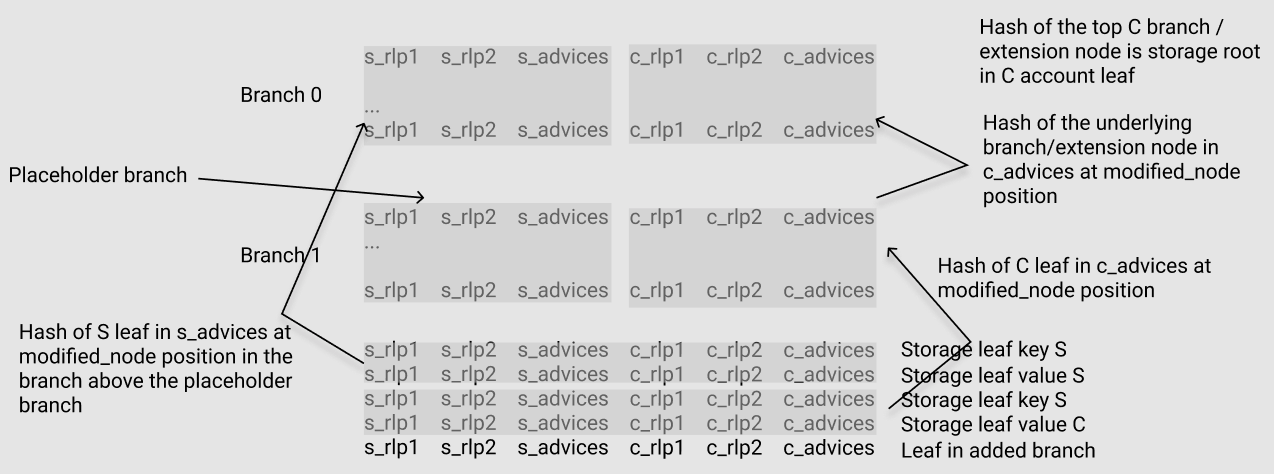 Hash of the top C branch /
extension node is storage root
in C account leaf
s_rlp1 s_rlp2 s_advices c_rlp1 c_rlp2 c_advices
Branch 0
...
s_rlp1 s_rlp2 s_advices c_rlp1 c_rlp2 c_advices
Hash of the underlying
branch/extension node in
c_advices at modified_node
position
Placeholder branch
s_rlp1 s_rlp2 s_advices c_rlp1 c_rlp2 c_advices
...
Branch 1
s_rlp1 s_rlp2 s_advices c_rlp1 c_rlp2 c_advices
Hash of C leaf in c_advices at
modified_node position
Hash of S leaf in s_advices at
modified_node position in the
branch above the placeholder
branch
s_rlp1 s_rlp2 s_advices c_rlp1 c_rlp2 c_advices Storage leaf key S
s_rlp1 s_rlp2 s_advices c_rlp1 c_rlp2 c_advices Storage leaf value S
s_rlp1 s_rlp2 s_advices c_rlp1 c_rlp2 c_advices Storage leaf key S
s_rlp1 s_rlp2 s_advices c_rlp1 c_rlp2 c_advices Storage leaf value C
s_rlp1 s_rlp2 s_advices c_rlp1 c_rlp2 c_advices Leaf in added branch